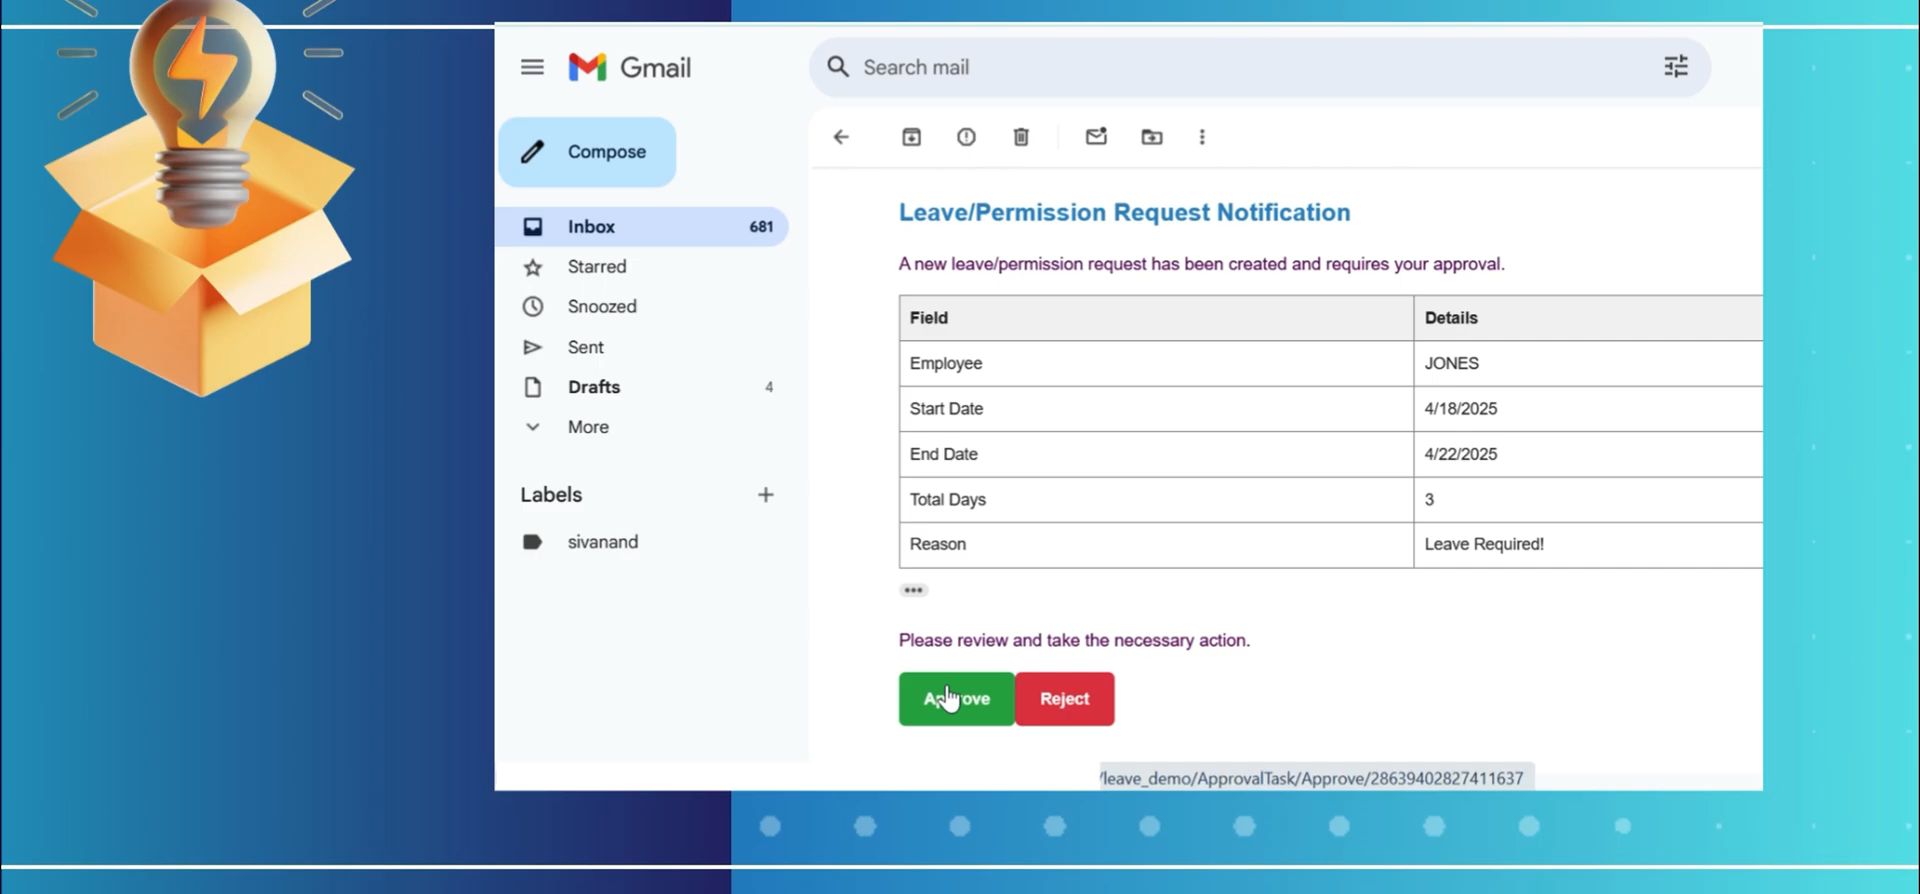 Gmail
Search mail
Compose
Inbox 681
Starred
Snoozed
Sent
Drafts 4
More
Labels +
sivanand
Leave/Permission Request Notification
A new leave/permission request has been created and requires your approval.
Field Details
Employee JONES
Start Date 4/18/2025
End Date 4/22/2025
Total Days 3
Reason Leave Required!
Please review and take the necessary action.
Approve Reject
/leave_demo/ApprovalTask/Approve/28639402827411637